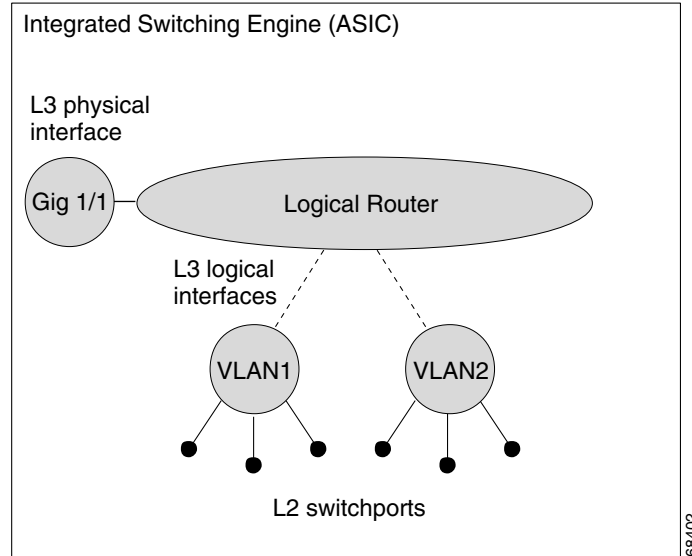 Integrated Switching Engine (ASIC)
L3 physical
interface
Gig 1/1
Logical Router
L3 logical
interfaces
VLAN1
VLAN2
L2 switchports
68402